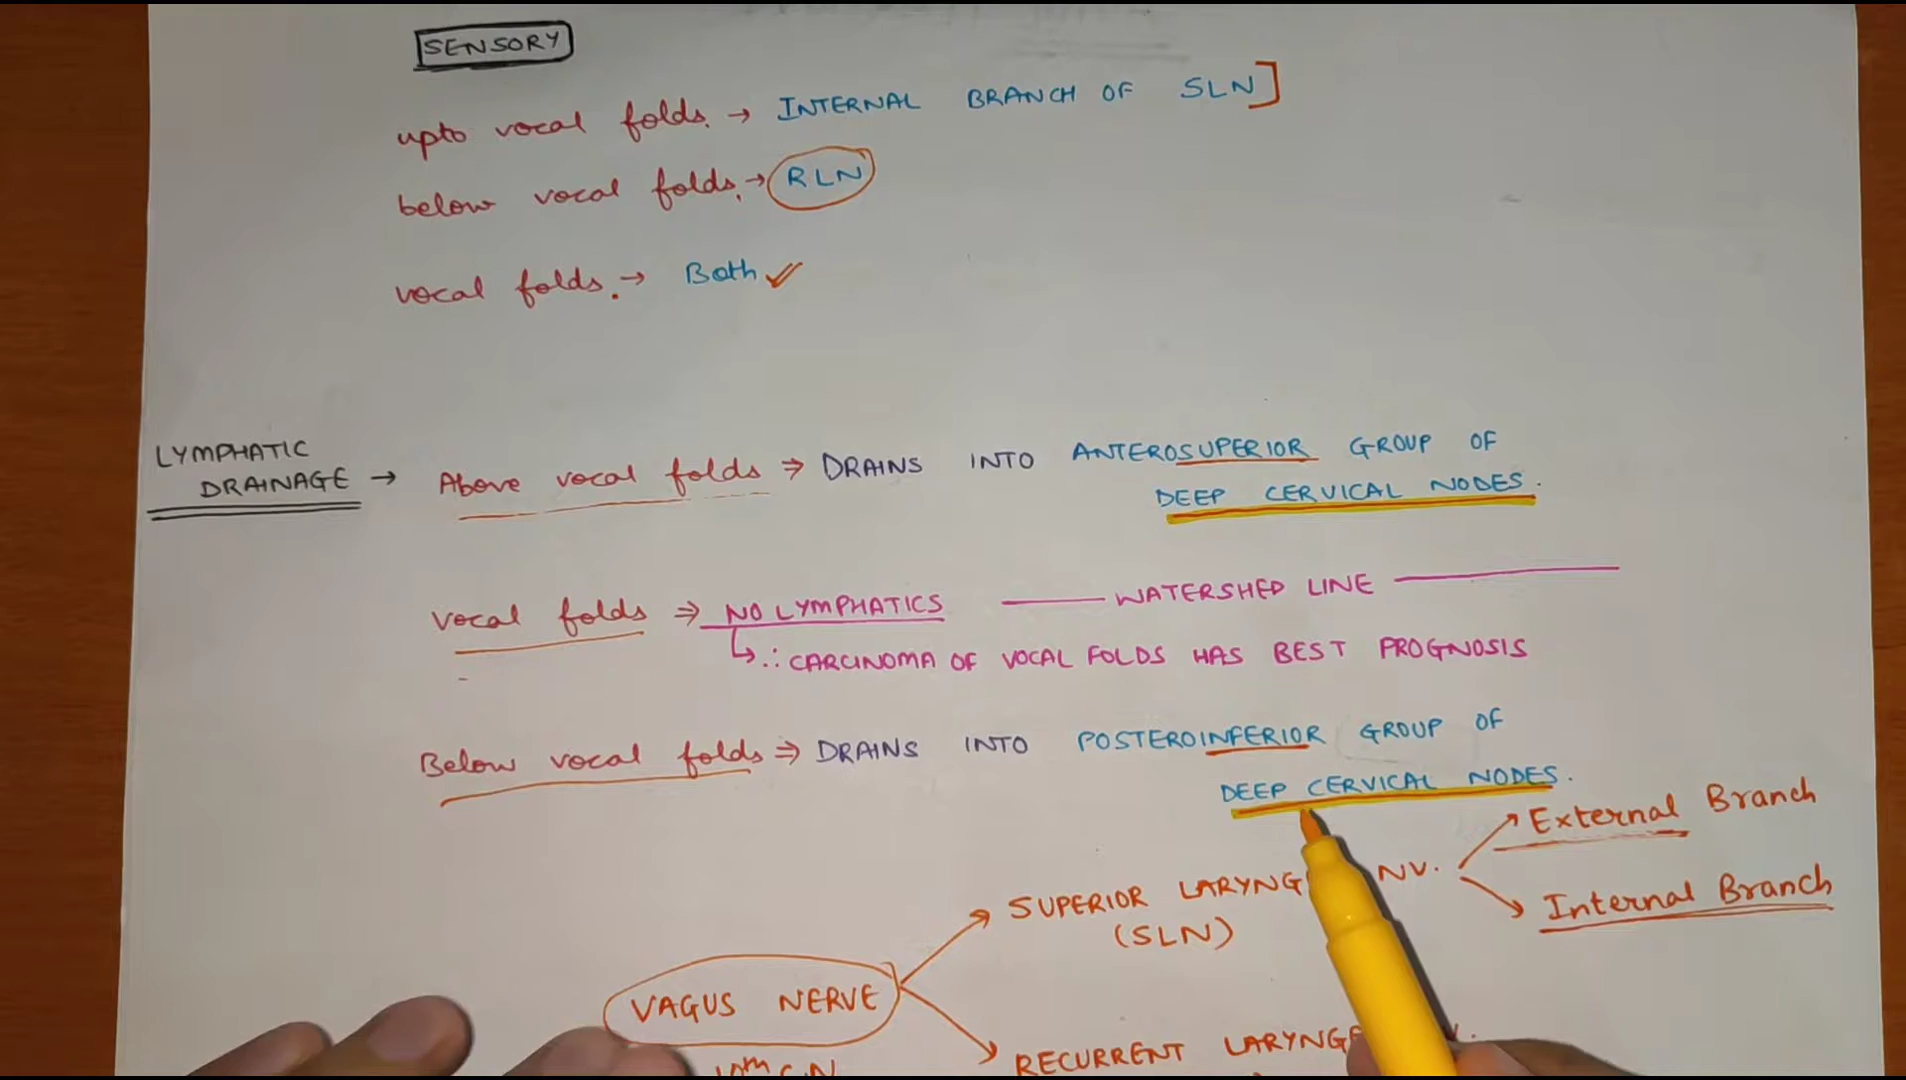 SENSORY
upto vocal folds. → INTERNAL BRANCH OF SLN]
below vocal folds. → RLN
vocal folds. → Both ✓
LYMPHATIC
DRAINAGE → Above vocal folds ⇒ DRAINS INTO ANTEROSUPERIOR GROUP OF
DEEP CERVICAL NODES.
vocal folds ⇒ NO LYMPHATICS — WATERSHED LINE —
↳ ∴ CARCINOMA OF VOCAL FOLDS HAS BEST PROGNOSIS
Below vocal folds ⇒ DRAINS INTO POSTEROINFERIOR GROUP OF
DEEP CERVICAL NODES.
External Branch
SUPERIOR NV.
Internal Branch
(SLN)
VAGUS NERVE
RECURRENT